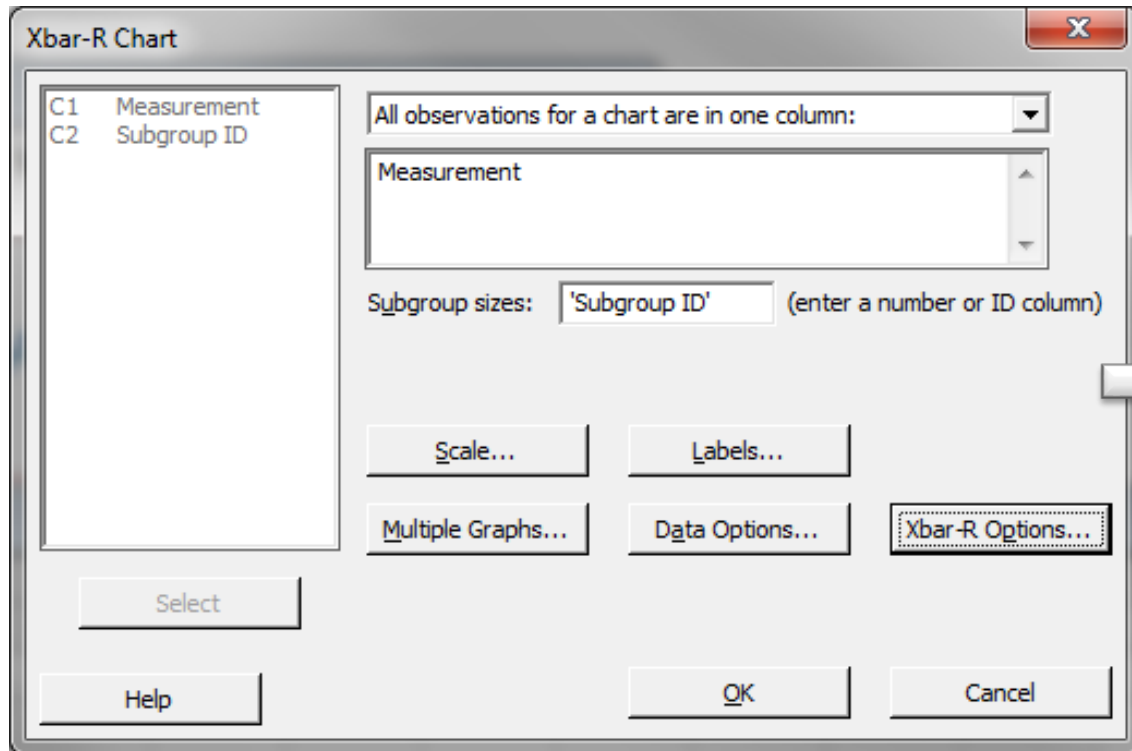 Xbar-R Chart
C1 Measurement
C2 Subgroup ID
All observations for a chart are in one column:
Measurement
Subgroup sizes: 'Subgroup ID' (enter a number or ID column)
Scale... Labels...
Multiple Graphs... Data Options... Xbar-R Options...
Select
Help OK Cancel